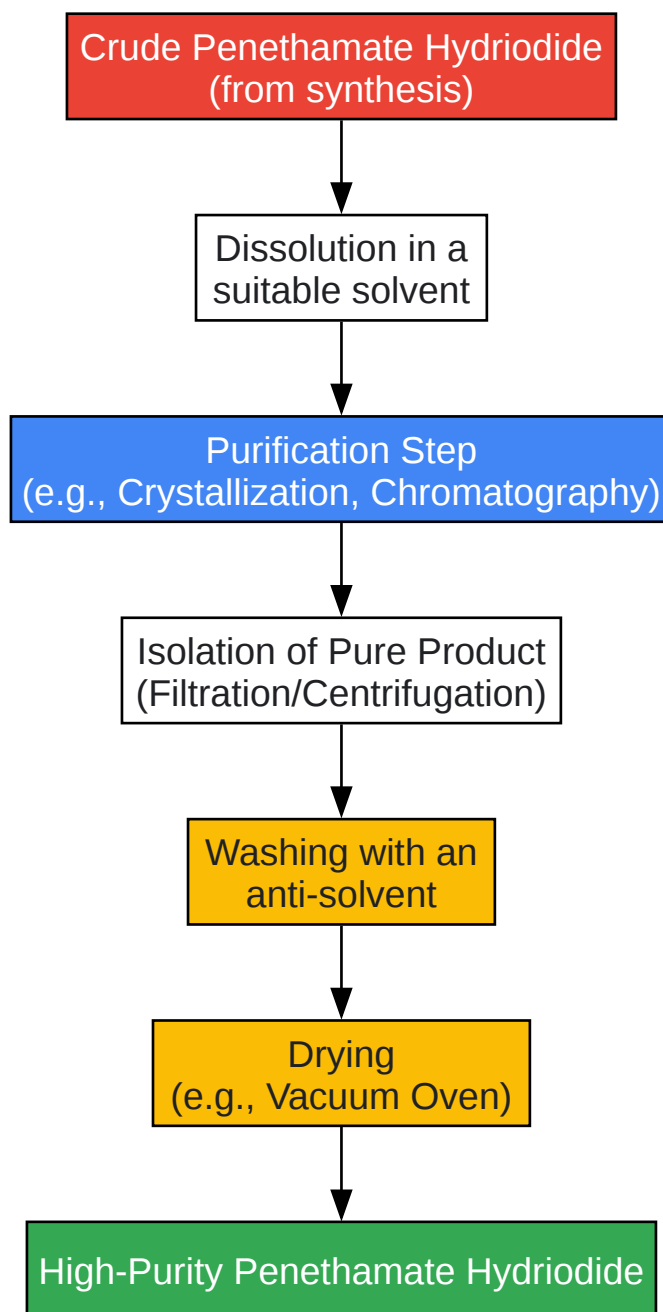 Crude Penethamate Hydriodide
(from synthesis)
Dissolution in a
suitable solvent
Purification Step
(e.g., Crystallization, Chromatography)
Isolation of Pure Product
(Filtration/Centrifugation)
Washing with an
anti-solvent
Drying
(e.g., Vacuum Oven)
High-Purity Penethamate Hydriodide